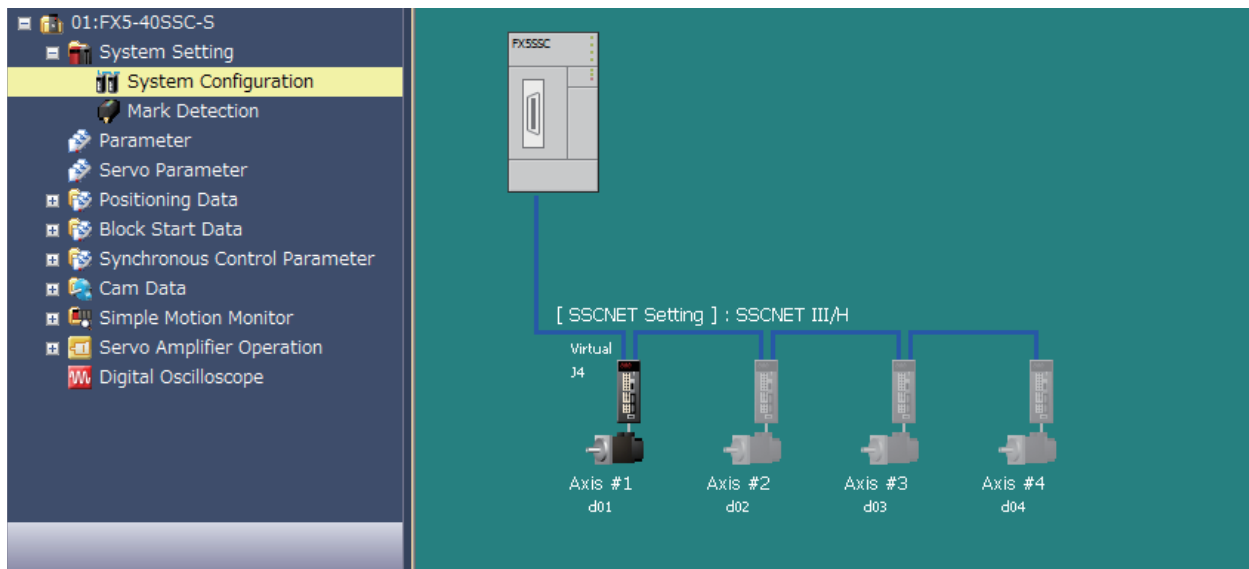 01:FX5-40SSC-S
System Setting
System Configuration
Mark Detection
Parameter
Servo Parameter
Positioning Data
Block Start Data
Synchronous Control Parameter
Cam Data
Simple Motion Monitor
Servo Amplifier Operation
Digital Oscilloscope
FX5SSC
[ SSCNET Setting ] : SSCNET III/H
Virtual
J4
Axis #1 Axis #2 Axis #3 Axis #4
d01 d02 d03 d04